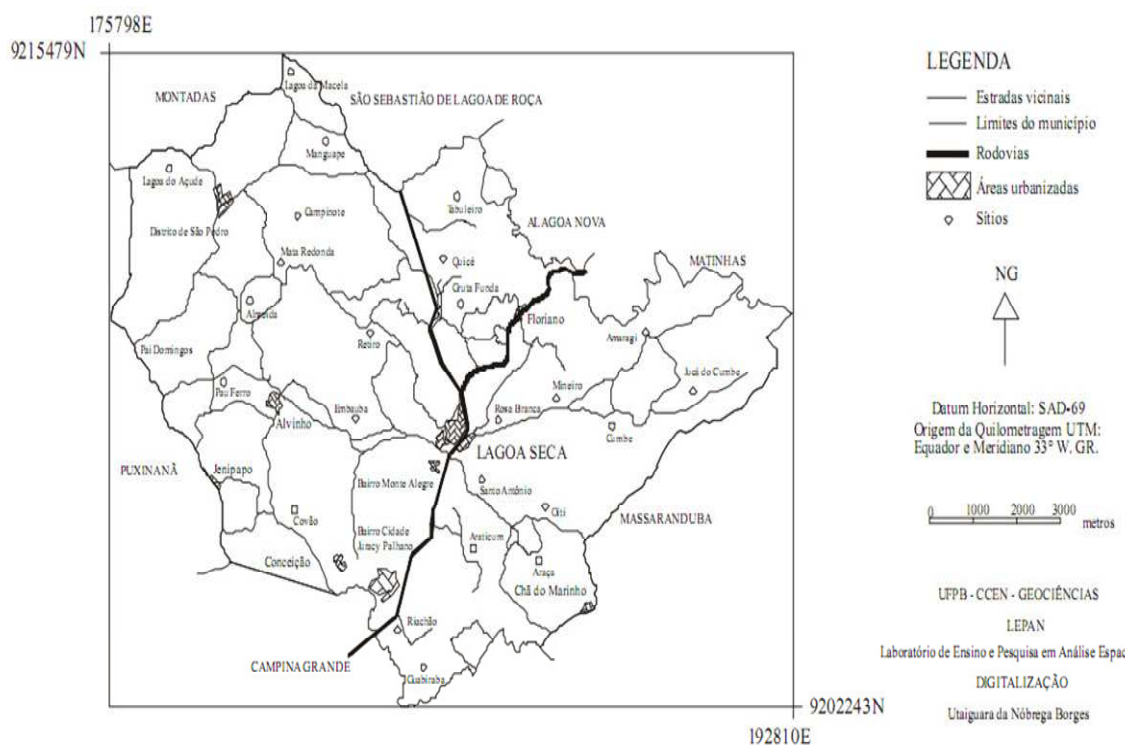 175798E
9215479N
LEGENDA
Estradas vicinais
Limites do município
Rodovias
Áreas urbanizadas
Sítios
NG
Datum Horizontal: SAD-69
Origem da Quilometragem UTM:
Equador e Meridiano 33° W. GR.
0 1000 2000 3000
metros
UFPB - CCEN - GEOCIÊNCIAS
LEPAN
Laboratório de Ensino e Pesquisa em Análise Espac
DIGITALIZAÇÃO
Utaiguara da Nóbrega Borges
Lagoa da Macela
MONTADAS
SÃO SEBASTIÃO DE LAGOA DE ROÇA
Manguape
Lagoa do Açude
Tabuleiro
Campinote
ALAGOA NOVA
Distrito de São Pedro
Mata Redonda
Quicé
MATINHAS
Gruta Funda
Almeida
Floriano
Amaragi
Retiro
Pai Domingos
Jucá do Cumbe
Pau Ferro
Mineiro
Alvinho
Imbauba
Rosa Branca
Cumbe
LAGOA SECA
PUXINANÃ
Jenipapo
Bairro Monte Alegre
Santo Antônio
Covão
Oiti
MASSARANDUBA
Bairro Cidade
Juracy Palhano
Araticum
Conceição
Araça
Chã do Marinho
Riachão
CAMPINA GRANDE
Guabiraba
9202243N
192810E